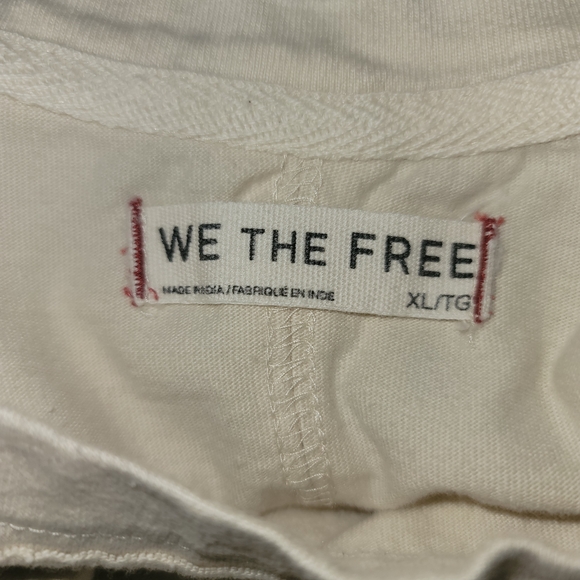 WE THE FREE
MADE IN INDIA / FABRIQUÉ EN INDE XL/TG